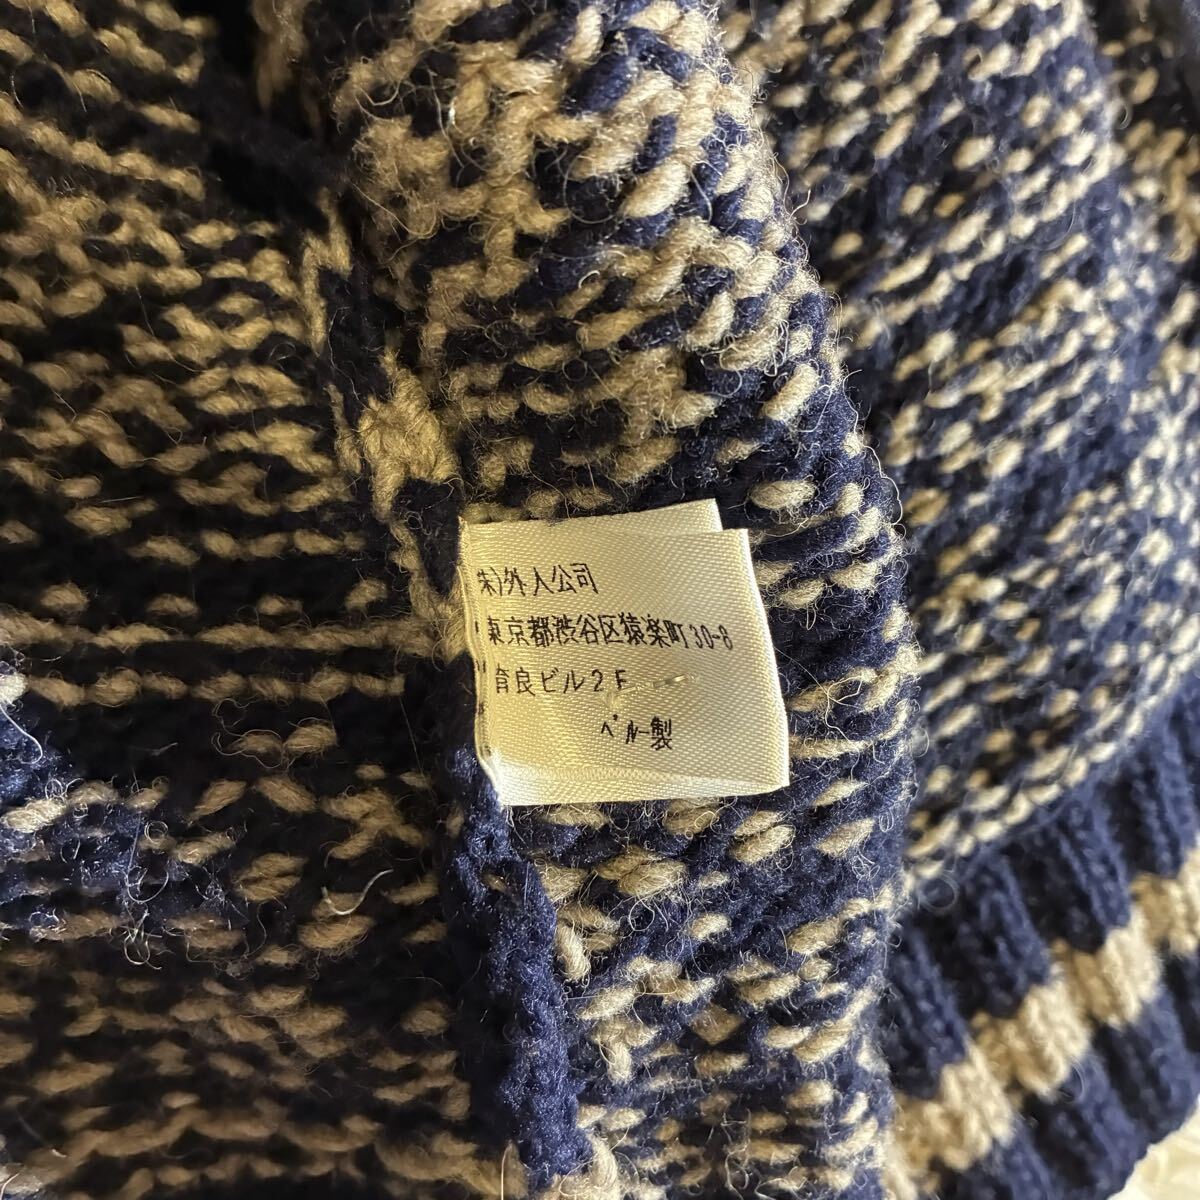 株)外人公司
東京都渋谷区猿楽町30-8
育良ビル2F
ペルー製